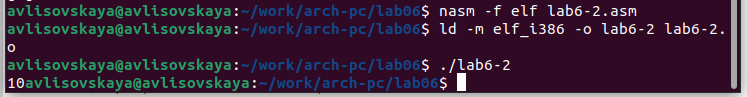 avlisovskaya@avlisovskaya:~/work/arch-pc/lab06$ nasm -f elf lab6-2.asm
avlisovskaya@avlisovskaya:~/work/arch-pc/lab06$ ld -m elf_i386 -o lab6-2 lab6-2.
o
avlisovskaya@avlisovskaya:~/work/arch-pc/lab06$ ./lab6-2
10avlisovskaya@avlisovskaya:~/work/arch-pc/lab06$